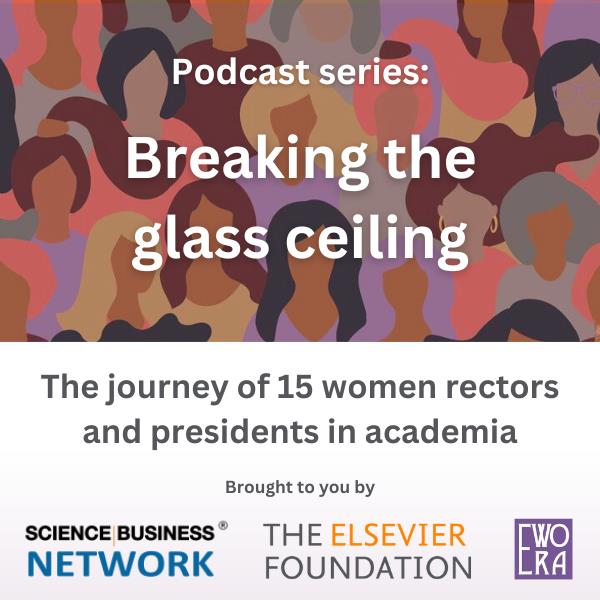 Podcast series:
Breaking the
glass ceiling
The journey of 15 women rectors
and presidents in academia
Brought to you by
SCIENCE|BUSINESS®
NETWORK
THE ELSEVIER
FOUNDATION
EWO
ERA